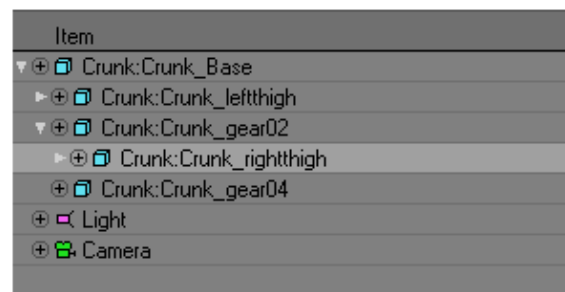 Item
Crunk:Crunk_Base
Crunk:Crunk_leftthigh
Crunk:Crunk_gear02
Crunk:Crunk_rightthigh
Crunk:Crunk_gear04
Light
Camera